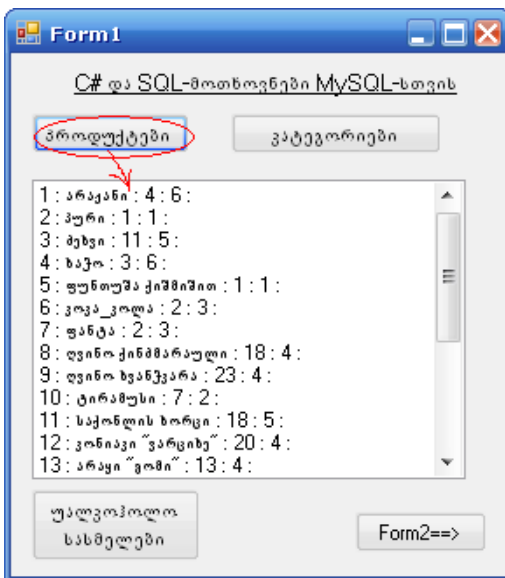 Form1
C# და SQL-მოთხოვნები MySQL-სთვის
პროდუქტები
კატეგორიები
1 : არაჟანი : 4 : 6 :
2 : პური : 1 : 1 :
3 : ძეხვი : 11 : 5 :
4 : ხაჭო : 3 : 6 :
5 : ფუნთუშა ქიშმიშით : 1 : 1 :
6 : კოკა_კოლა : 2 : 3 :
7 : ფანტა : 2 : 3 :
8 : ღვინო ქინძმარაული : 18 : 4 :
9 : ღვინო ხვანჭკარა : 23 : 4 :
10 : ტირამუსი : 7 : 2 :
11 : საქონლის ხორცი : 18 : 5 :
12 : კონიაკი "ვარციხე" : 20 : 4 :
13 : არაყი "გომი" : 13 : 4 :
უალკოჰოლო
სასმელები
Form2==>